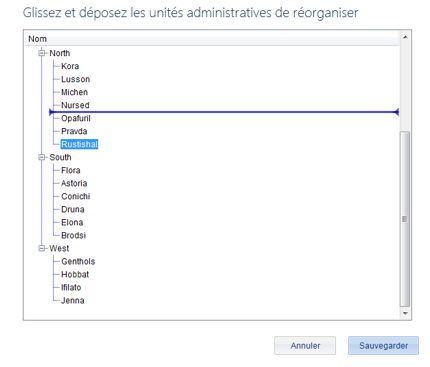 Glissez et déposez les unités administratives de réorganiser
Nom
North
Kora
Lusson
Michen
Nursed
Opafuril
Pravda
Rustishal
South
Flora
Astoria
Conichi
Druna
Elona
Brodsi
West
Genthols
Hobbat
Ifilato
Jenna
Annuler Sauvegarder